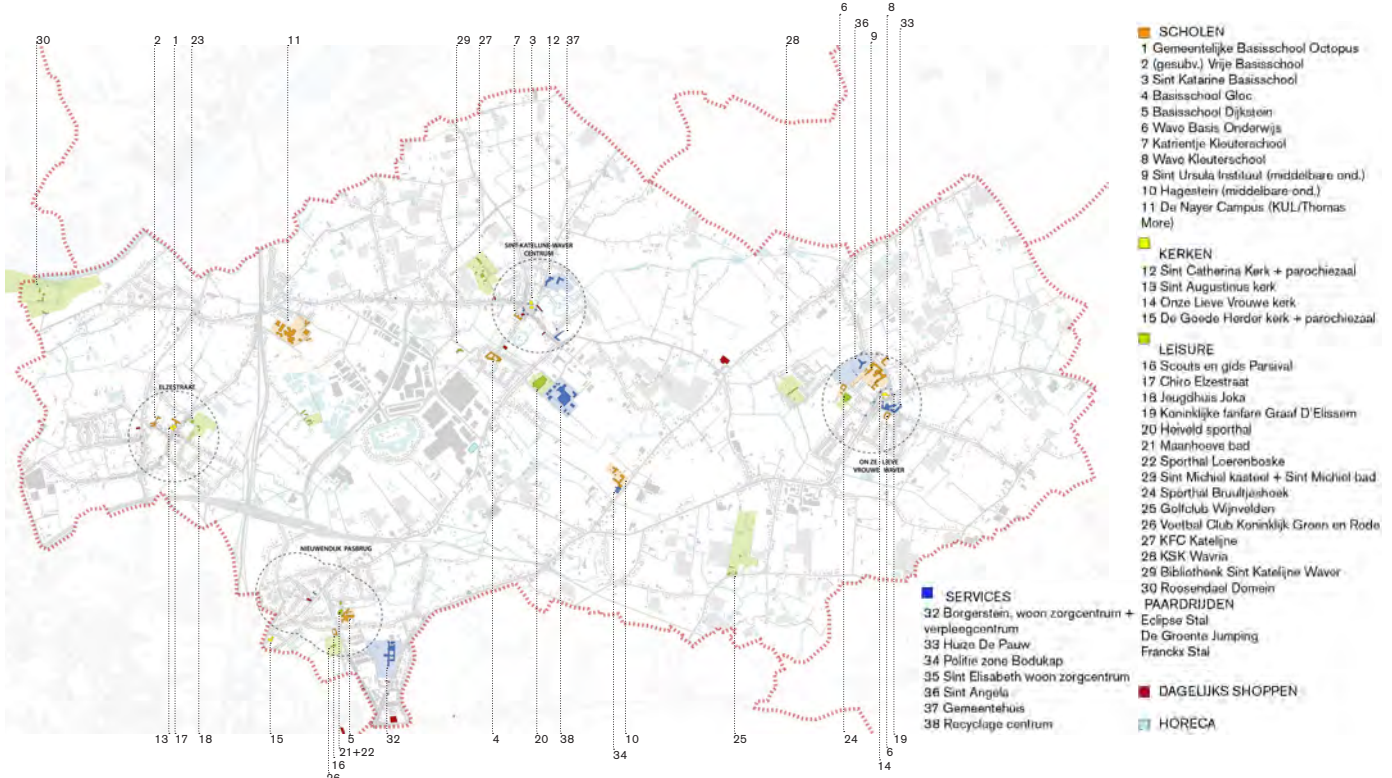 6
8
36
33
30
2
1
23
11
29
27
7
3
12
37
28
9
SINT-KATELIJNE-WAVER
CENTRUM
ELZESTRAAT
ON ZE - LIEVE
VROUWE WAVER
NIEUWENDIJK PASBRUG
13
17
18
15
5
21+22
16
26
32
4
20
38
10
34
25
24
19
6
14
SCHOLEN
1 Gemeentelijke Basisschool Octopus
2 (gesubv.) Vrije Basisschool
3 Sint Katarine Basisschool
4 Basisschool Gloc
5 Basisschool Dijkstein
6 Wavo Basis Onderwijs
7 Katrientje Kleuterschool
8 Wavo Kleuterschool
9 Sint Ursula Instituut (middelbare ond.)
10 Hagestein (middelbare ond.)
11 De Nayer Campus (KUL/Thomas
More)
KERKEN
12 Sint Catherina Kerk + parochiezaal
13 Sint Augustinus kerk
14 Onze Lieve Vrouwe kerk
15 De Goede Herder kerk + parochiezaal
LEISURE
16 Scouts en gids Parsival
17 Chiro Elzestraat
18 Jeugdhuis Joka
19 Koninklijke fanfare Graaf D'Elissem
20 Heiveld sporthal
21 Maanhoeve bad
22 Sporthal Loerenboske
23 Sint Michiel kasteel + Sint Michiel bad
24 Sporthal Bruultjeshoek
25 Golfclub Wijnvelden
26 Voetbal Club Koninklijk Groen en Rode
27 KFC Katelijne
28 KSK Wavria
29 Bibliotheek Sint Katelijne Waver
30 Roosendael Domein
PAARDRIJDEN
Eclipse Stal
De Groente Jumping
Franckx Stal
SERVICES
32 Borgerstein, woon zorgcentrum +
verpleegcentrum
33 Huize De Pauw
34 Politie zone Bodukap
35 Sint Elisabeth woon zorgcentrum
36 Sint Angela
37 Gemeentehuis
38 Recyclage centrum
DAGELIJKS SHOPPEN
HORECA